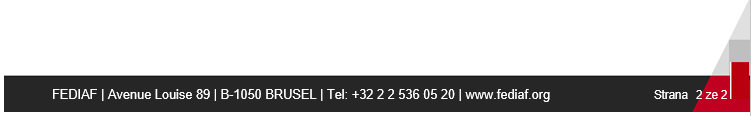 FEDIAF | Avenue Louise 89 | B-1050 BRUSEL | Tel: +32 2 2 536 05 20 | www.fediaf.org Strana 2 ze 2